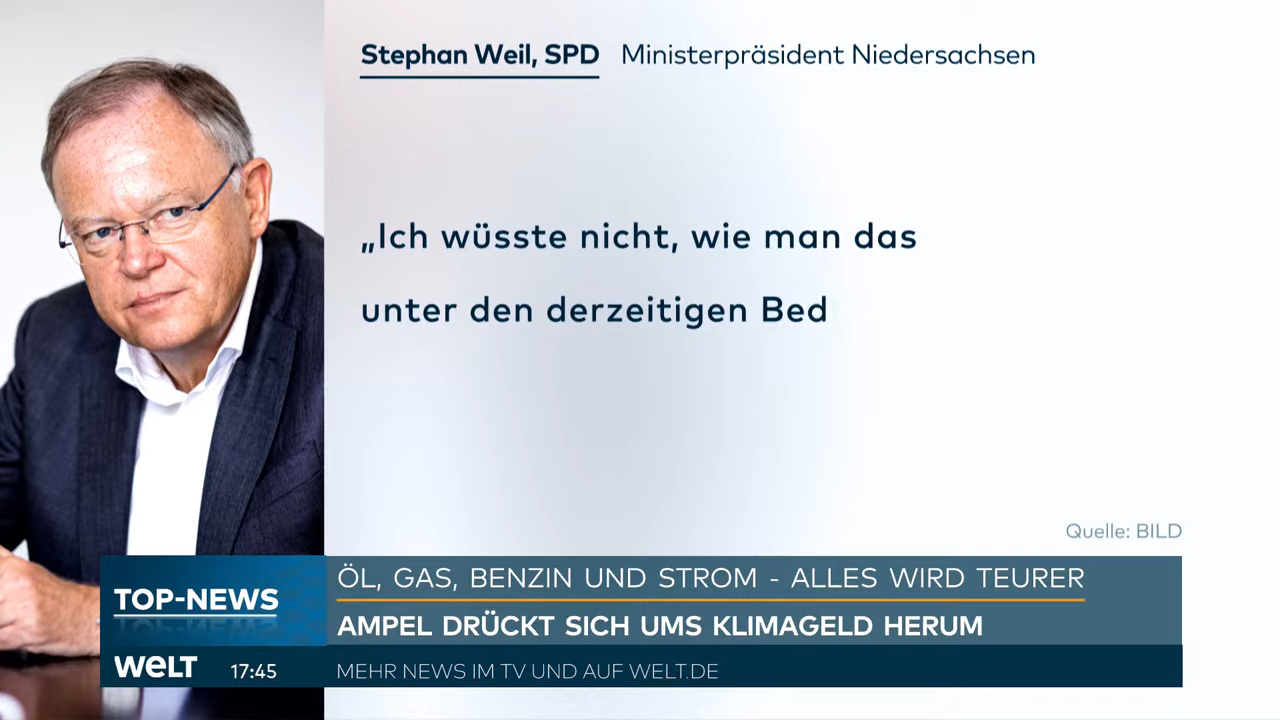 Stephan Weil, SPD Ministerpräsident Niedersachsen
„Ich wüsste nicht, wie man das
unter den derzeitigen Bed
Quelle: BILD
TOP-NEWS
ÖL, GAS, BENZIN UND STROM - ALLES WIRD TEURER
AMPEL DRÜCKT SICH UMS KLIMAGELD HERUM
WELT 17:45 MEHR NEWS IM TV UND AUF WELT.DE